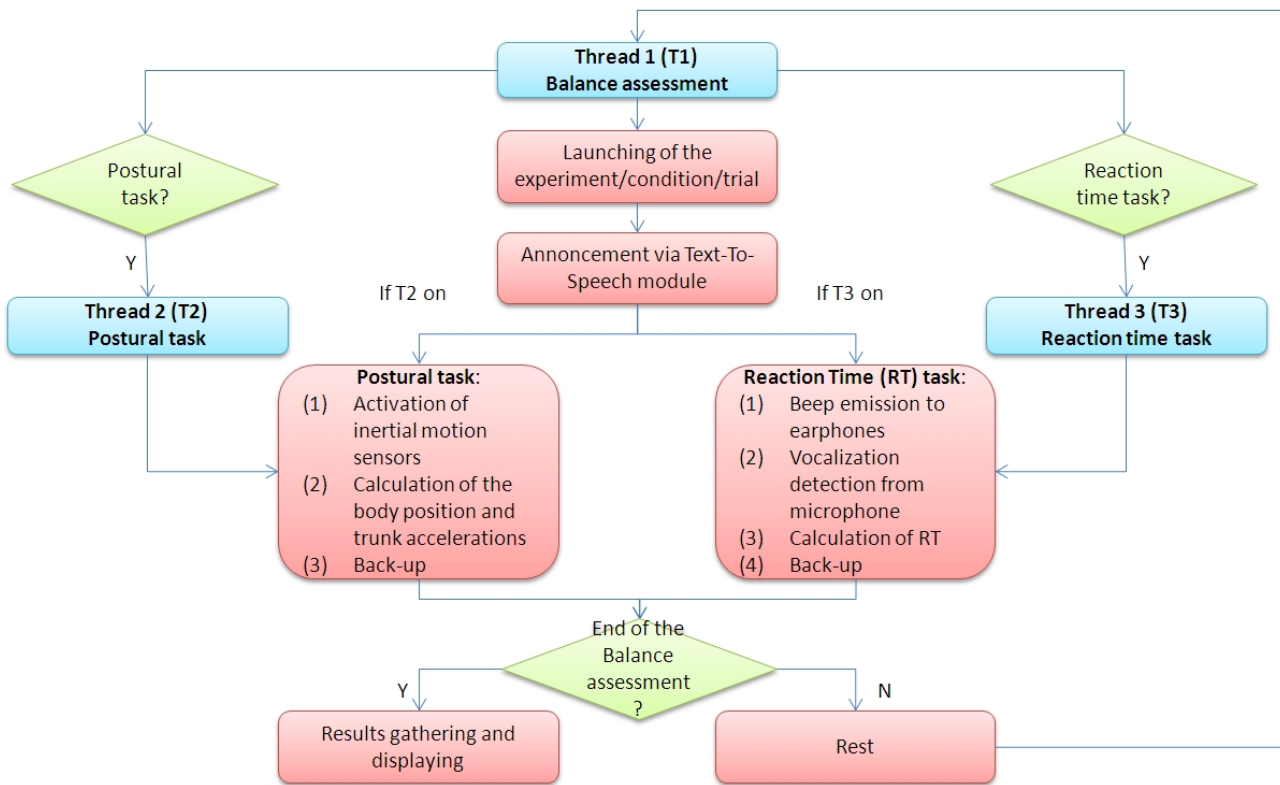 Thread 1 (T1)
Balance assessment
Postural
task?
Launching of the
experiment/condition/trial
Reaction
time task?
Y
Annoncement via Text-To-
Speech module
Y
If T2 on
If T3 on
Thread 2 (T2)
Postural task
Thread 3 (T3)
Reaction time task
Postural task:
(1) Activation of
inertial motion
sensors
(2) Calculation of the
body position and
trunk accelerations
(3) Back-up
Reaction Time (RT) task:
(1) Beep emission to
earphones
(2) Vocalization
detection from
microphone
(3) Calculation of RT
(4) Back-up
End of the
Balance
assessment
?
Y
N
Results gathering and
displaying
Rest